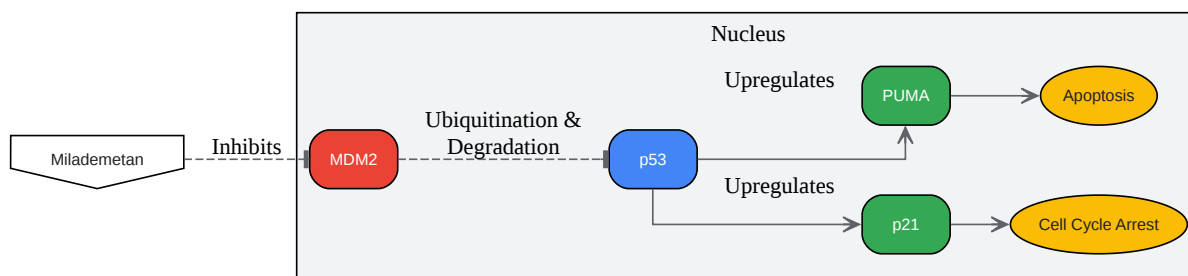 Nucleus
Upregulates
PUMA
Apoptosis
Milademetan
Inhibits
MDM2
Ubiquitination &
Degradation
p53
Upregulates
p21
Cell Cycle Arrest